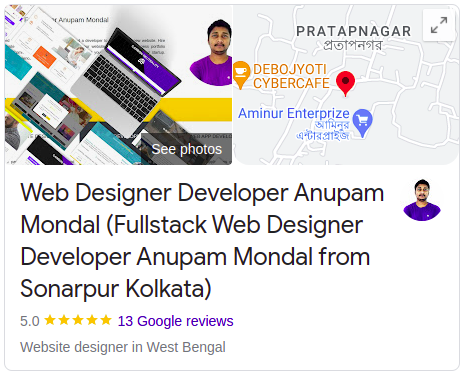 Anupam Mondal
See photos
PRATAPNAGAR
প্রতাপনগর
DEBOJYOTI
CYBERCAFE
Aminur Enterprize
আমিনুর
এন্টারপ্রাইজ
Web Designer Developer Anupam
Mondal (Fullstack Web Designer
Developer Anupam Mondal from
Sonarpur Kolkata)
5.0 ★★★★★ 13 Google reviews
Website designer in West Bengal